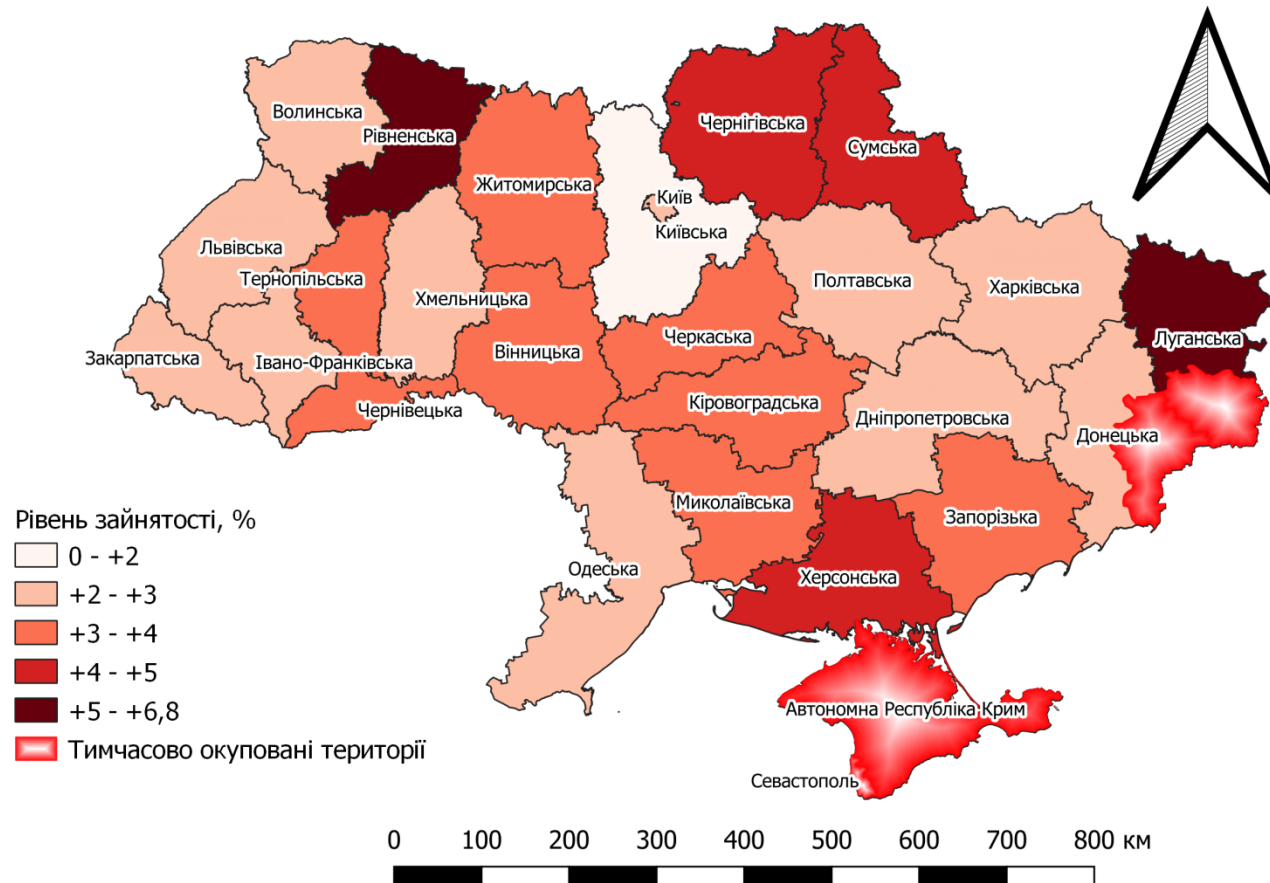 Волинська
Рівненська
Чернігівська
Сумська
Житомирська
Київ
Київська
Львівська
Тернопільська
Хмельницька
Полтавська
Харківська
Луганська
Закарпатська
Івано-Франківська
Вінницька
Черкаська
Чернівецька
Кіровоградська
Дніпропетровська
Донецька
Миколаївська
Запорізька
Одеська
Херсонська
Автономна Республіка Крим
Севастополь
Рівень зайнятості, %
0 - +2
+2 - +3
+3 - +4
+4 - +5
+5 - +6,8
Тимчасово окуповані території
0 100 200 300 400 500 600 700 800 км